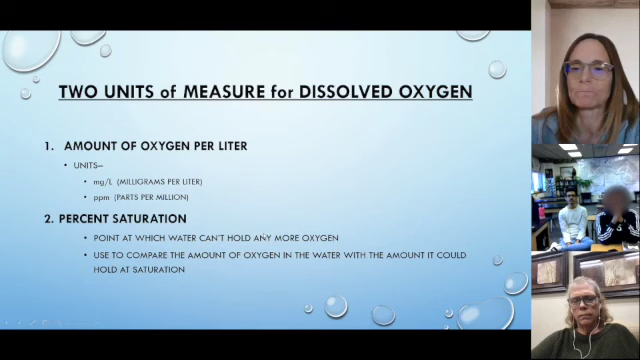 TWO UNITS of MEASURE for DISSOLVED OXYGEN
1. AMOUNT OF OXYGEN PER LITER
• UNITS—
• mg/L (MILLIGRAMS PER LITER)
• ppm (PARTS PER MILLION)
2. PERCENT SATURATION
• POINT AT WHICH WATER CAN'T HOLD ANY MORE OXYGEN
• USE TO COMPARE THE AMOUNT OF OXYGEN IN THE WATER WITH THE AMOUNT IT COULD
HOLD AT SATURATION